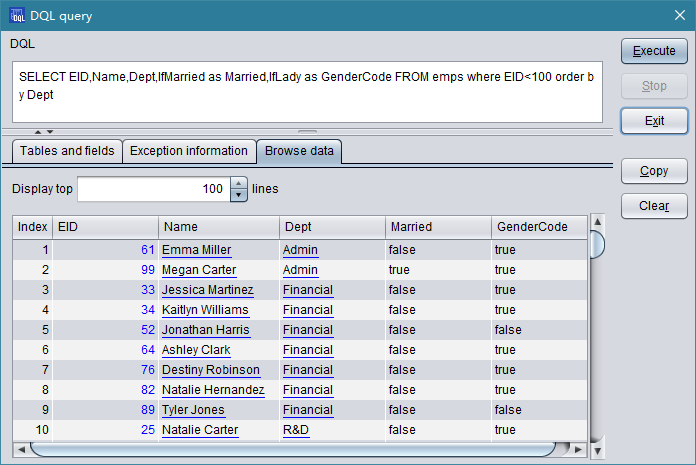 DQL query
DQL
SELECT EID,Name,Dept,IfMarried as Married,IfLady as GenderCode FROM emps where EID<100 order b
y Dept
Execute
Stop
Exit
Copy
Clear
Tables and fields Exception information Browse data
Display top 100 lines
Index EID Name Dept Married GenderCode
1 61 Emma Miller Admin false true
2 99 Megan Carter Admin true true
3 33 Jessica Martinez Financial false true
4 34 Kaitlyn Williams Financial false true
5 52 Jonathan Harris Financial false false
6 64 Ashley Clark Financial false true
7 76 Destiny Robinson Financial false true
8 82 Natalie Hernandez Financial false true
9 89 Tyler Jones Financial false false
10 25 Natalie Carter R&D false true